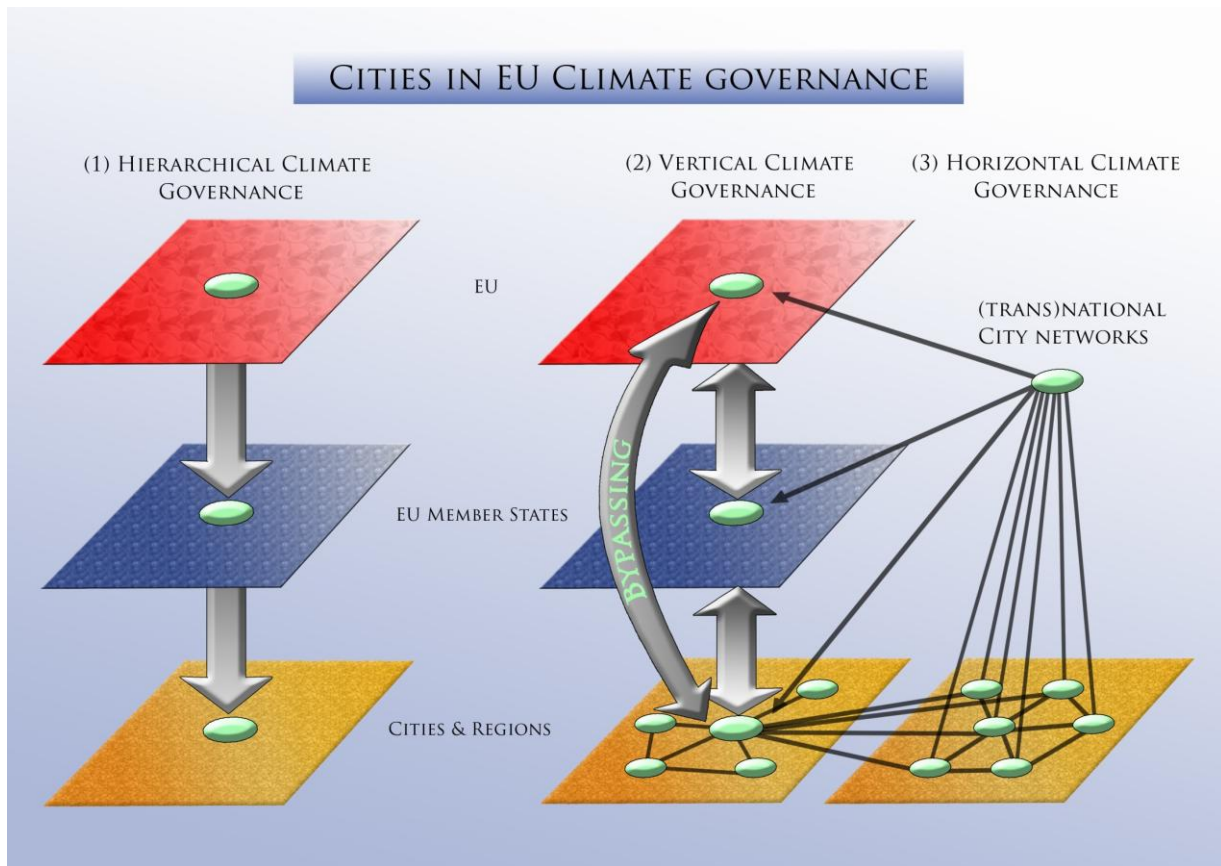 Cities in EU Climate governance
(1) Hierarchical Climate
Governance
(2) Vertical Climate
Governance
(3) Horizontal Climate
Governance
EU
(trans)national
City networks
BYPASSING
EU Member States
Cities & Regions